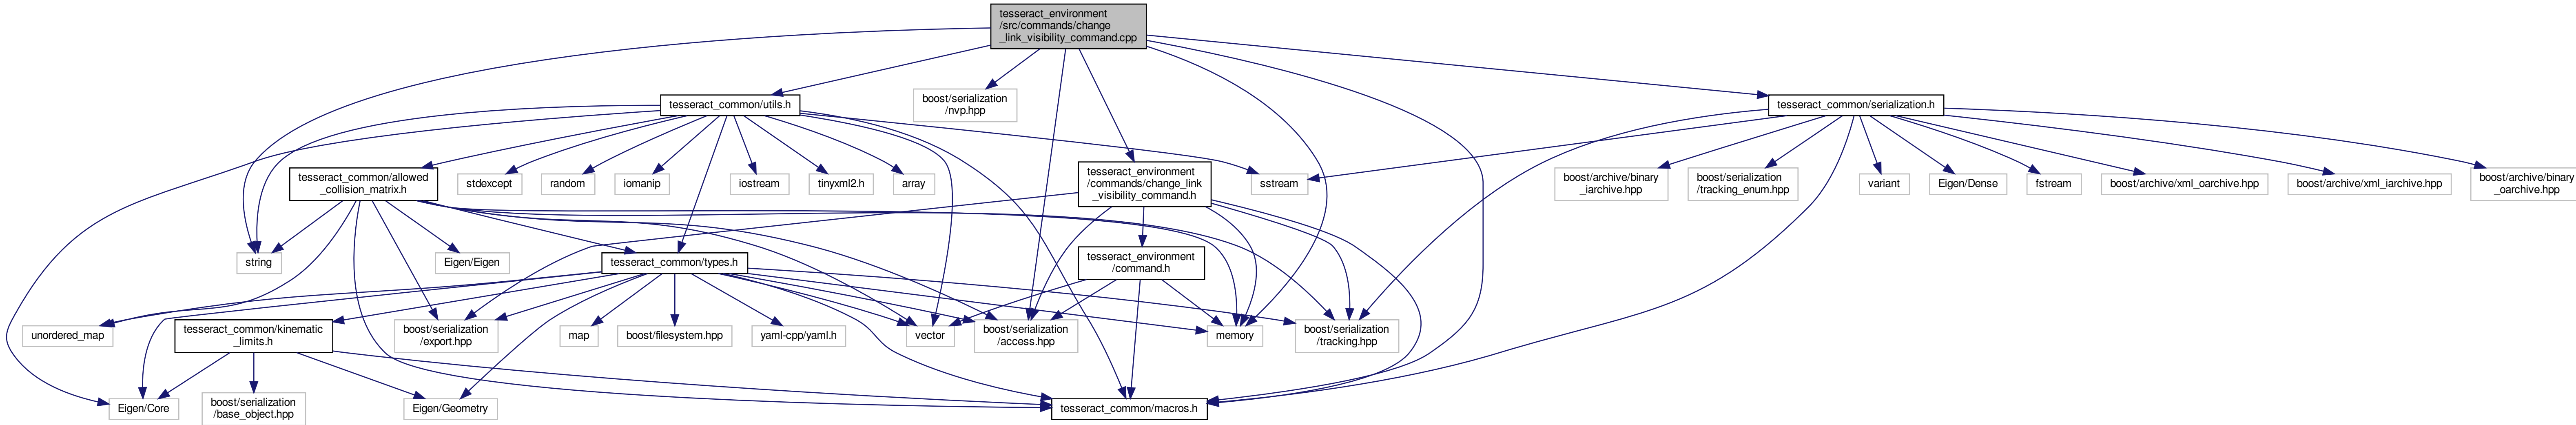 tesseract_environment
/src/commands/change
_link_visibility_command.cpp
tesseract_common/utils.h
boost/serialization
/nvp.hpp
tesseract_common/serialization.h
tesseract_common/allowed
_collision_matrix.h
stdexcept
random
iomanip
iostream
tinyxml2.h
array
tesseract_environment
/commands/change_link
_visibility_command.h
sstream
boost/archive/binary
_iarchive.hpp
boost/serialization
/tracking_enum.hpp
variant
Eigen/Dense
fstream
boost/archive/xml_oarchive.hpp
boost/archive/xml_iarchive.hpp
boost/archive/binary
_oarchive.hpp
string
Eigen/Eigen
tesseract_common/types.h
tesseract_environment
/command.h
unordered_map
tesseract_common/kinematic
_limits.h
boost/serialization
/export.hpp
map
boost/filesystem.hpp
yaml-cpp/yaml.h
vector
boost/serialization
/access.hpp
memory
boost/serialization
/tracking.hpp
Eigen/Core
boost/serialization
/base_object.hpp
Eigen/Geometry
tesseract_common/macros.h